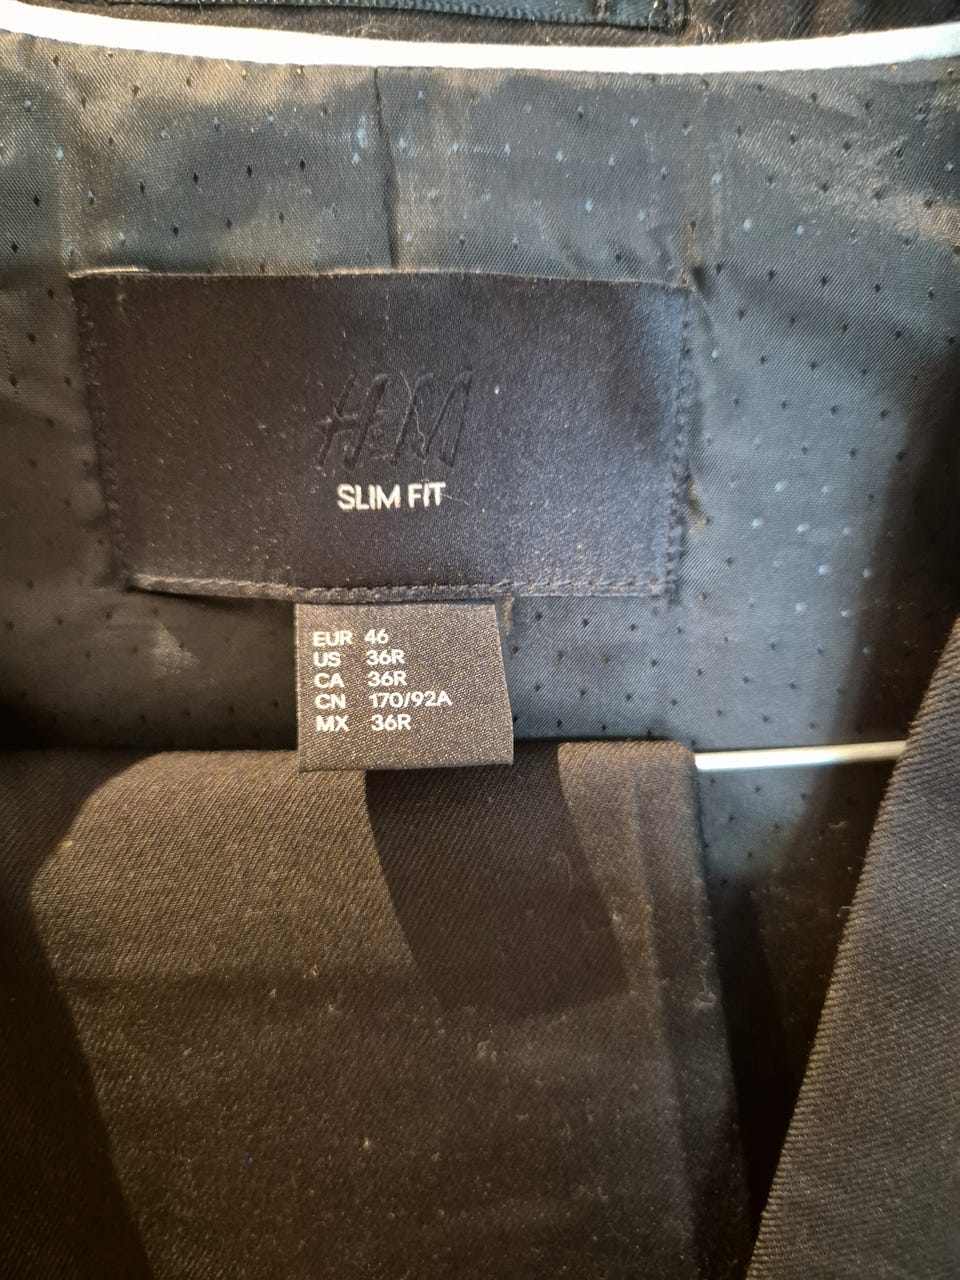 H&M
SLIM FIT
EUR 46
US 36R
CA 36R
CN 170/92A
MX 36R